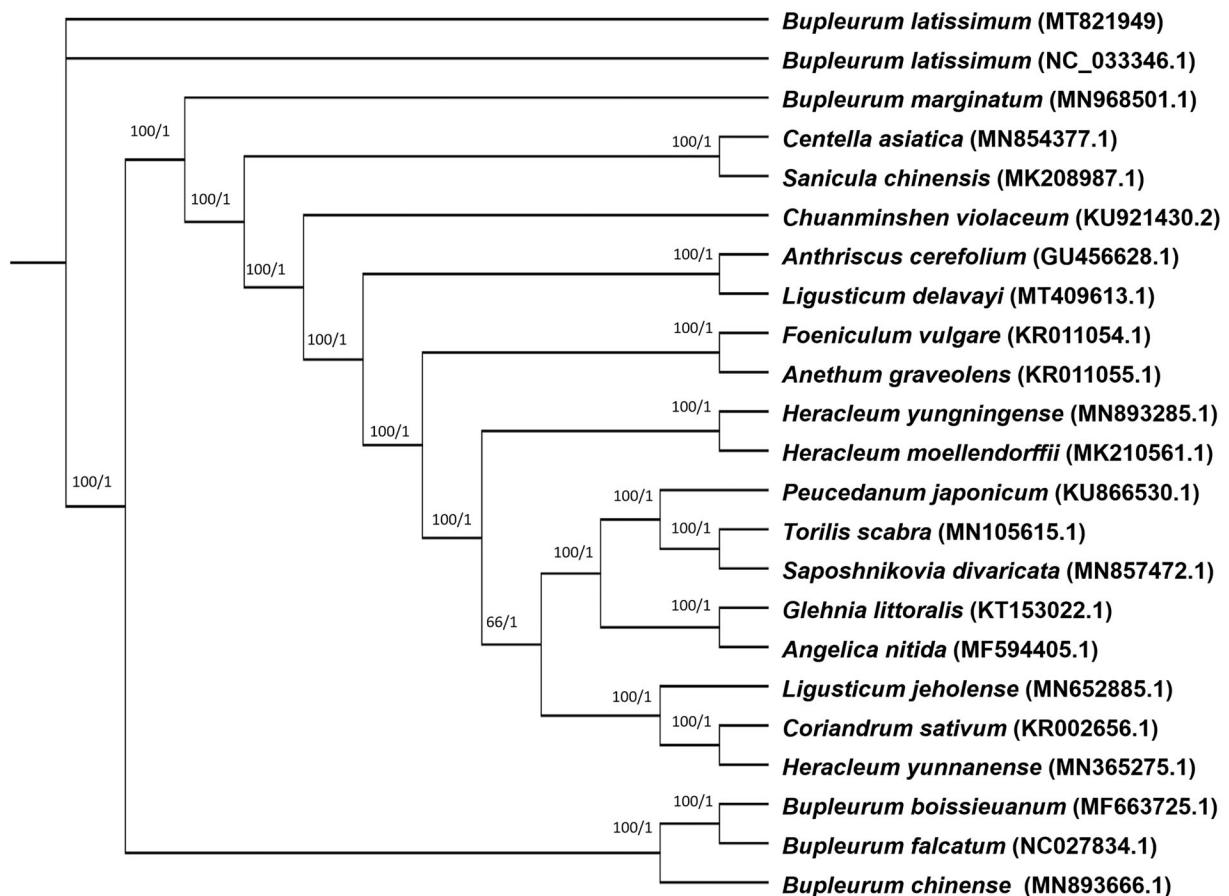 Bupleurum latissimum (MT821949)
Bupleurum latissimum (NC_033346.1)
Bupleurum marginatum (MN968501.1)
100/1
100/1
Centella asiatica (MN854377.1)
Sanicula chinensis (MK208987.1)
100/1
Chuanminshen violaceum (KU921430.2)
100/1
100/1
Anthriscus cerefolium (GU456628.1)
Ligusticum delavayi (MT409613.1)
100/1
100/1
Foeniculum vulgare (KR011054.1)
Anethum graveolens (KR011055.1)
100/1
100/1
Heracleum yungningense (MN893285.1)
Heracleum moellendorffii (MK210561.1)
100/1
100/1
Peucedanum japonicum (KU866530.1)
100/1
100/1
Torilis scabra (MN105615.1)
100/1
Saposhnikovia divaricata (MN857472.1)
100/1
Glehnia littoralis (KT153022.1)
66/1
Angelica nitida (MF594405.1)
100/1
Ligusticum jeholense (MN652885.1)
100/1
Coriandrum sativum (KR002656.1)
Heracleum yunnanense (MN365275.1)
100/1
Bupleurum boissieuanum (MF663725.1)
100/1
Bupleurum falcatum (NC027834.1)
Bupleurum chinense (MN893666.1)